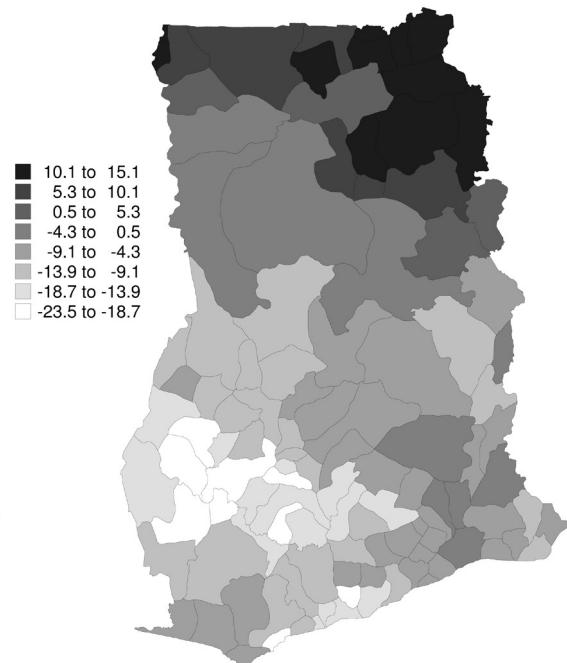 10.1 to 15.1
5.3 to 10.1
0.5 to 5.3
-4.3 to 0.5
-9.1 to -4.3
-13.9 to -9.1
-18.7 to -13.9
-23.5 to -18.7